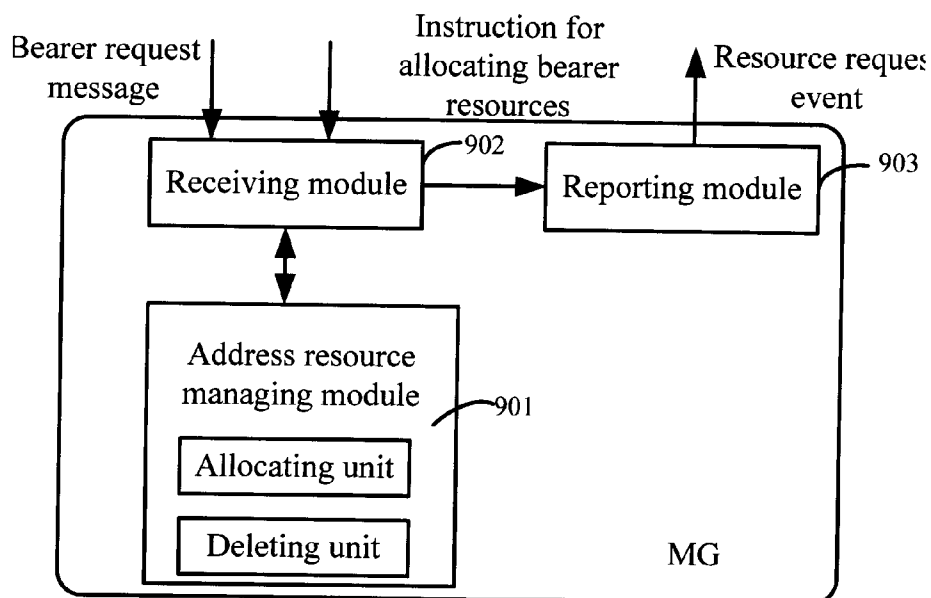 Bearer request
message
Instruction for
allocating bearer
resources
Resource reques
event
Receiving module
902
Reporting module
903
Address resource
managing module
901
Allocating unit
Deleting unit
MG